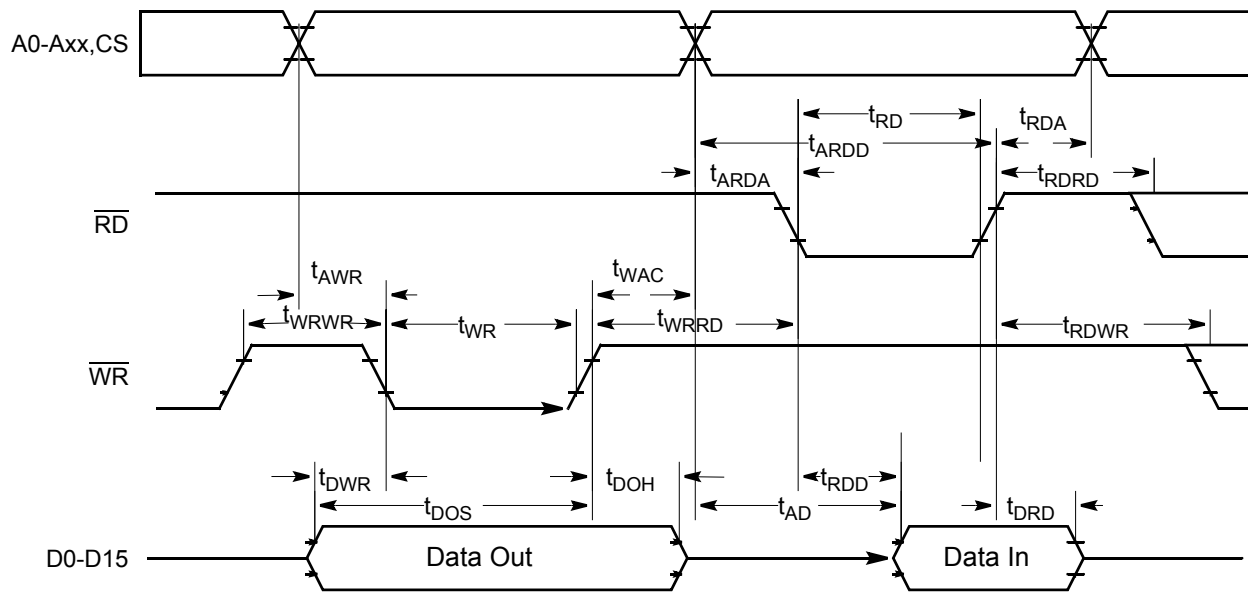 A0-Axx,CS
tRD
tRDA
tARDD
tARDA
tRDRD
RD
tAWR
tWAC
tWRWR
tWR
tWRRD
tRDWR
WR
tDWR
tDOH
tRDD
tDOS
tAD
tDRD
D0-D15
Data Out
Data In